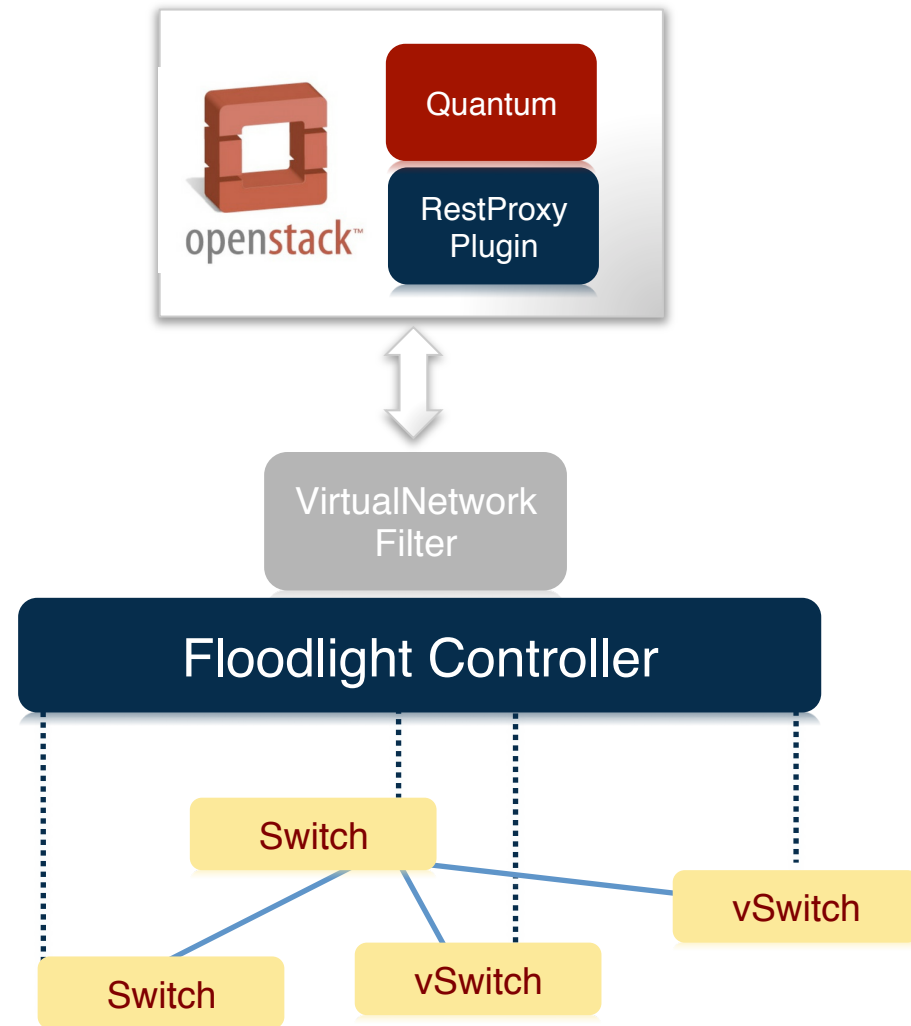 Quantum
RestProxy
Plugin
openstack™
VirtualNetwork
Filter
Floodlight Controller
Switch
vSwitch
vSwitch
Switch